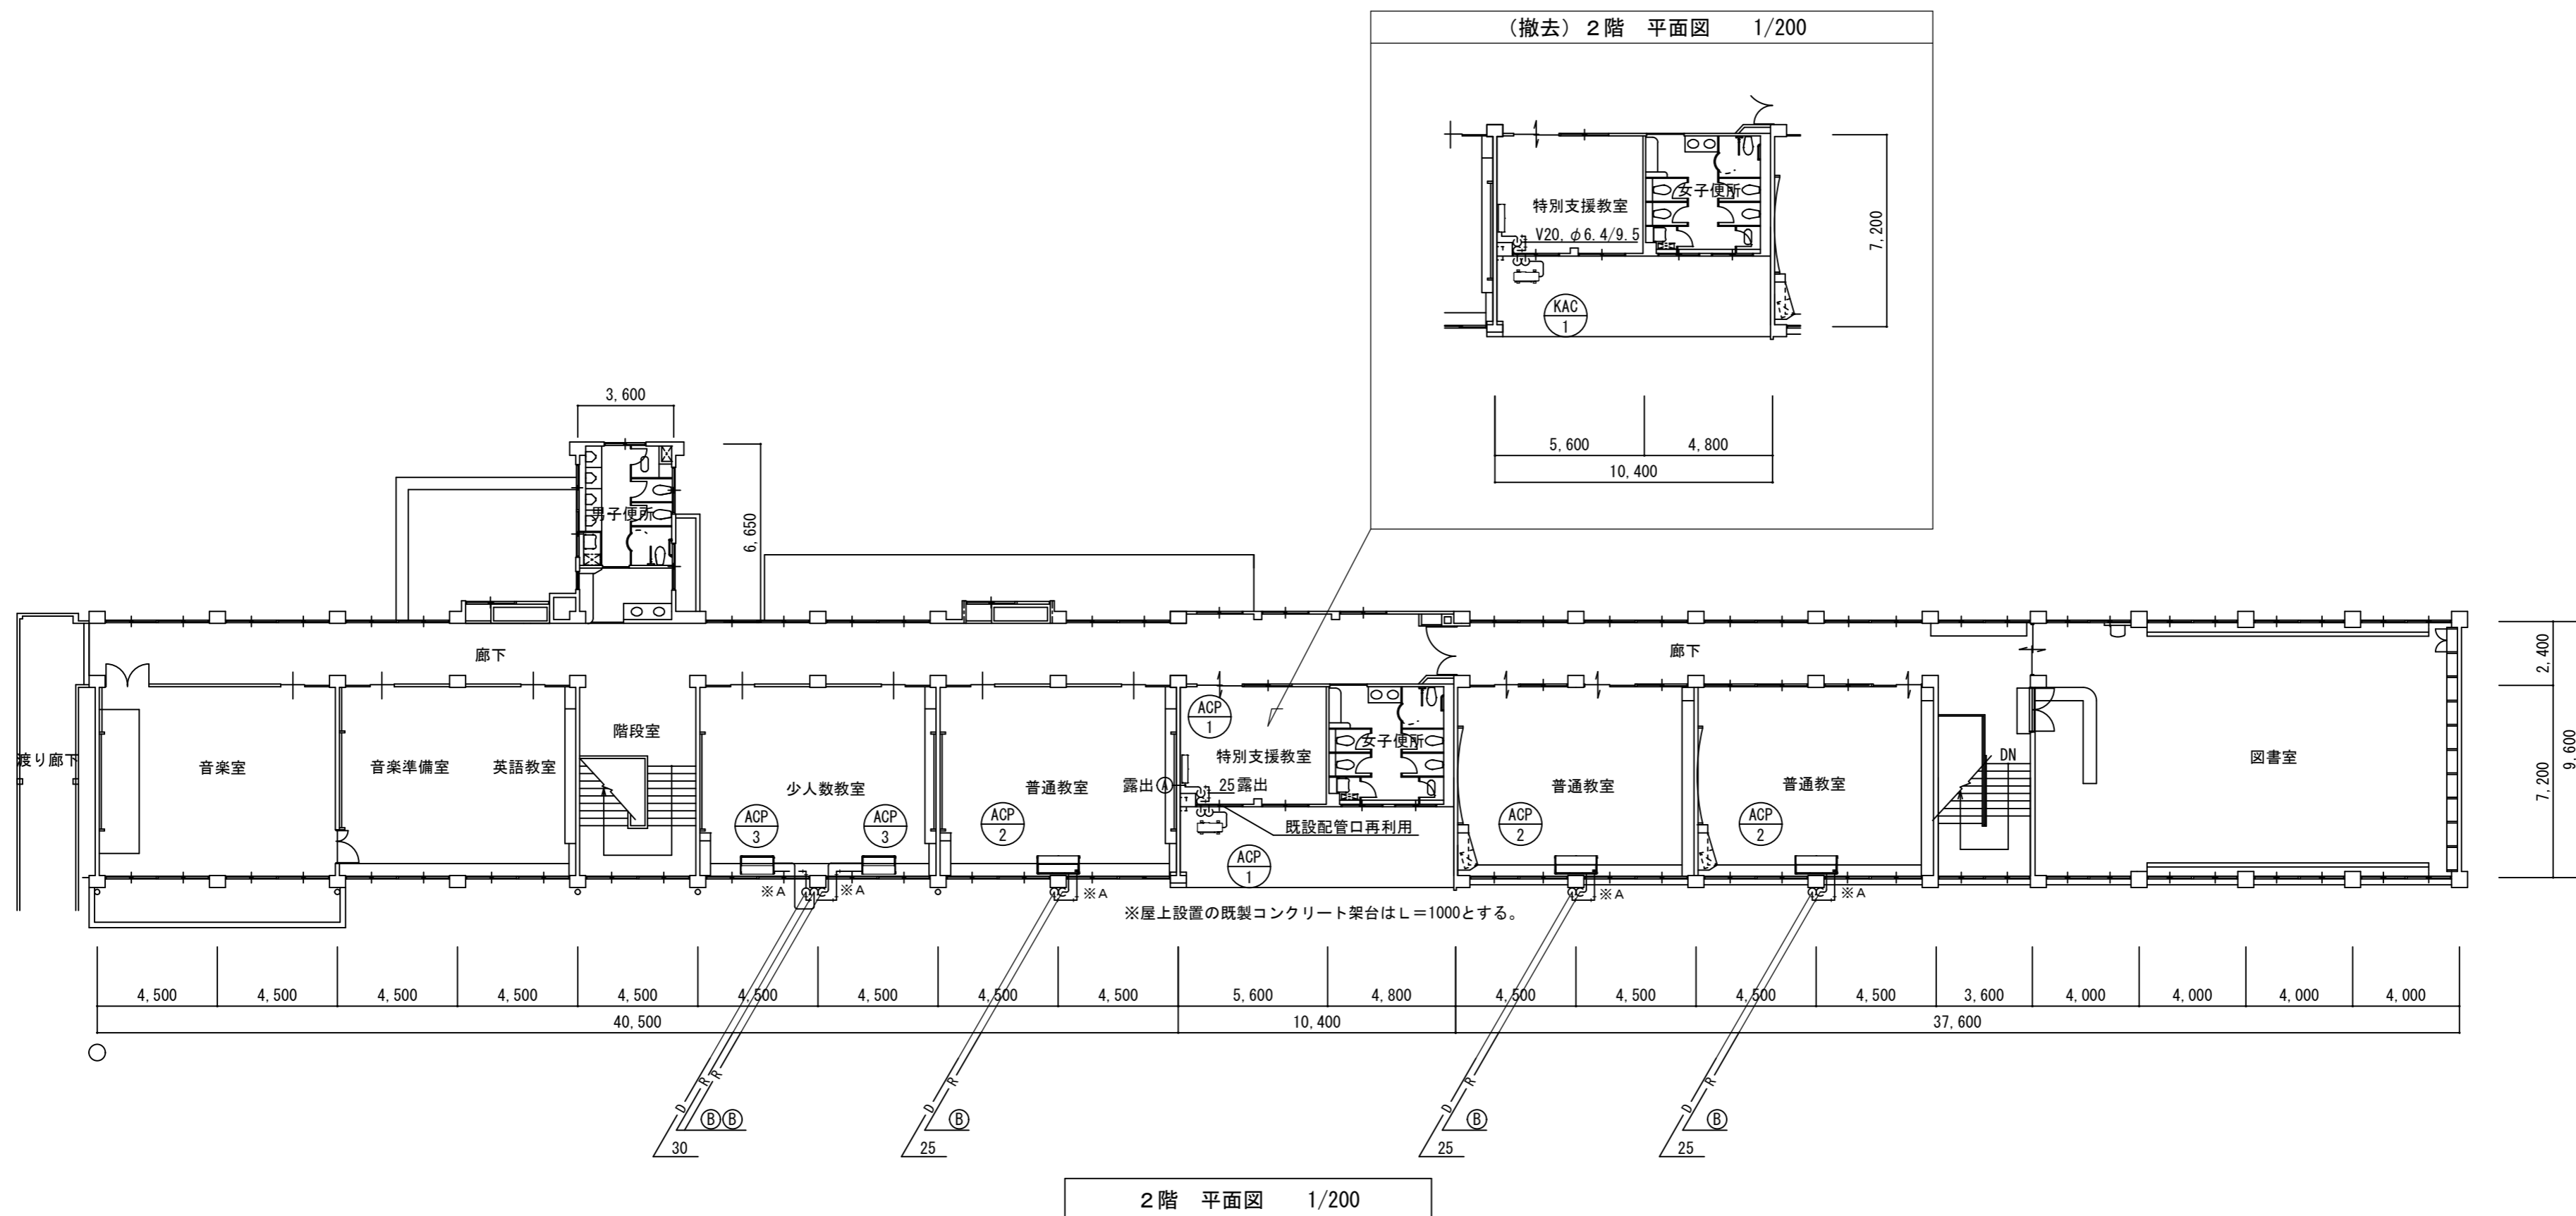 (撤去) 2階 平面図 1/200
女子便所
特別支援教室
V20, φ6.4/9.5
7,200
KAC
1
5,600 4,800
10,400
3,600
男子便所
6,650
廊下 廊下
2,400
7,200
9,600
渡り廊下
音楽室
音楽準備室
英語教室
階段室
少人数教室
ACP
3
ACP
3
普通教室
ACP
2
ACP
1
特別支援教室
女子便所
露出 A
25露出
既設配管口再利用
ACP
1
普通教室
ACP
2
普通教室
ACP
2
DN
図書室
※A ※A ※A ※A ※A
※屋上設置の既製コンクリート架台はL=1000とする。
4,500 4,500 4,500 4,500 4,500 4,500 4,500 4,500 4,500 5,600 4,800 4,500 4,500 4,500 4,500 3,600 4,000 4,000 4,000 4,000
40,500 10,400 37,600
R R R R R
D D D D
B B B B B
30 25 25 25
2階 平面図 1/200